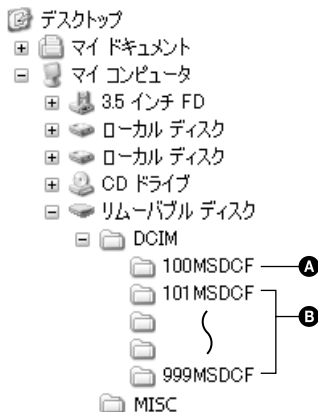 デスクトップ
マイ ドキュメント
マイ コンピュータ
3.5 インチ FD
ローカル ディスク
ローカル ディスク
CD ドライブ
リムーバブル ディスク
DCIM
100MSDCF A
101MSDCF
B
999MSDCF
MISC